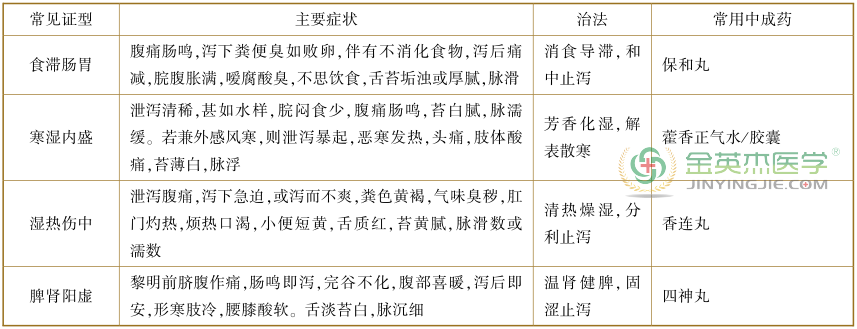 常见证型 主要症状 治法 常用中成药
食滞肠胃
腹痛肠鸣,泻下粪便臭如败卵,伴有不消化食物,泻后痛
减,脘腹胀满,嗳腐酸臭,不思饮食,舌苔垢浊或厚腻,脉滑
消食导滞,和
中止泻
保和丸
寒湿内盛
泄泻清稀,甚如水样,脘闷食少,腹痛肠鸣,苔白腻,脉濡
缓。若兼外感风寒,则泄泻暴起,恶寒发热,头痛,肢体酸
痛,苔薄白,脉浮
芳香化湿,解
表散寒
藿香正气水/胶囊
湿热伤中
泄泻腹痛,泻下急迫,或泻而不爽,粪色黄褐,气味臭秽,肛
门灼热,烦热口渴,小便短黄,舌质红,苔黄腻,脉滑数或
濡数
清热燥湿,分
利止泻
香连丸
脾肾阳虚
黎明前脐腹作痛,肠鸣即泻,完谷不化,腹部喜暖,泻后即
安,形寒肢冷,腰膝酸软。舌淡苔白,脉沉细
温肾健脾,固
涩止泻
四神丸
金英杰医学®
JINYINGJIE.COM